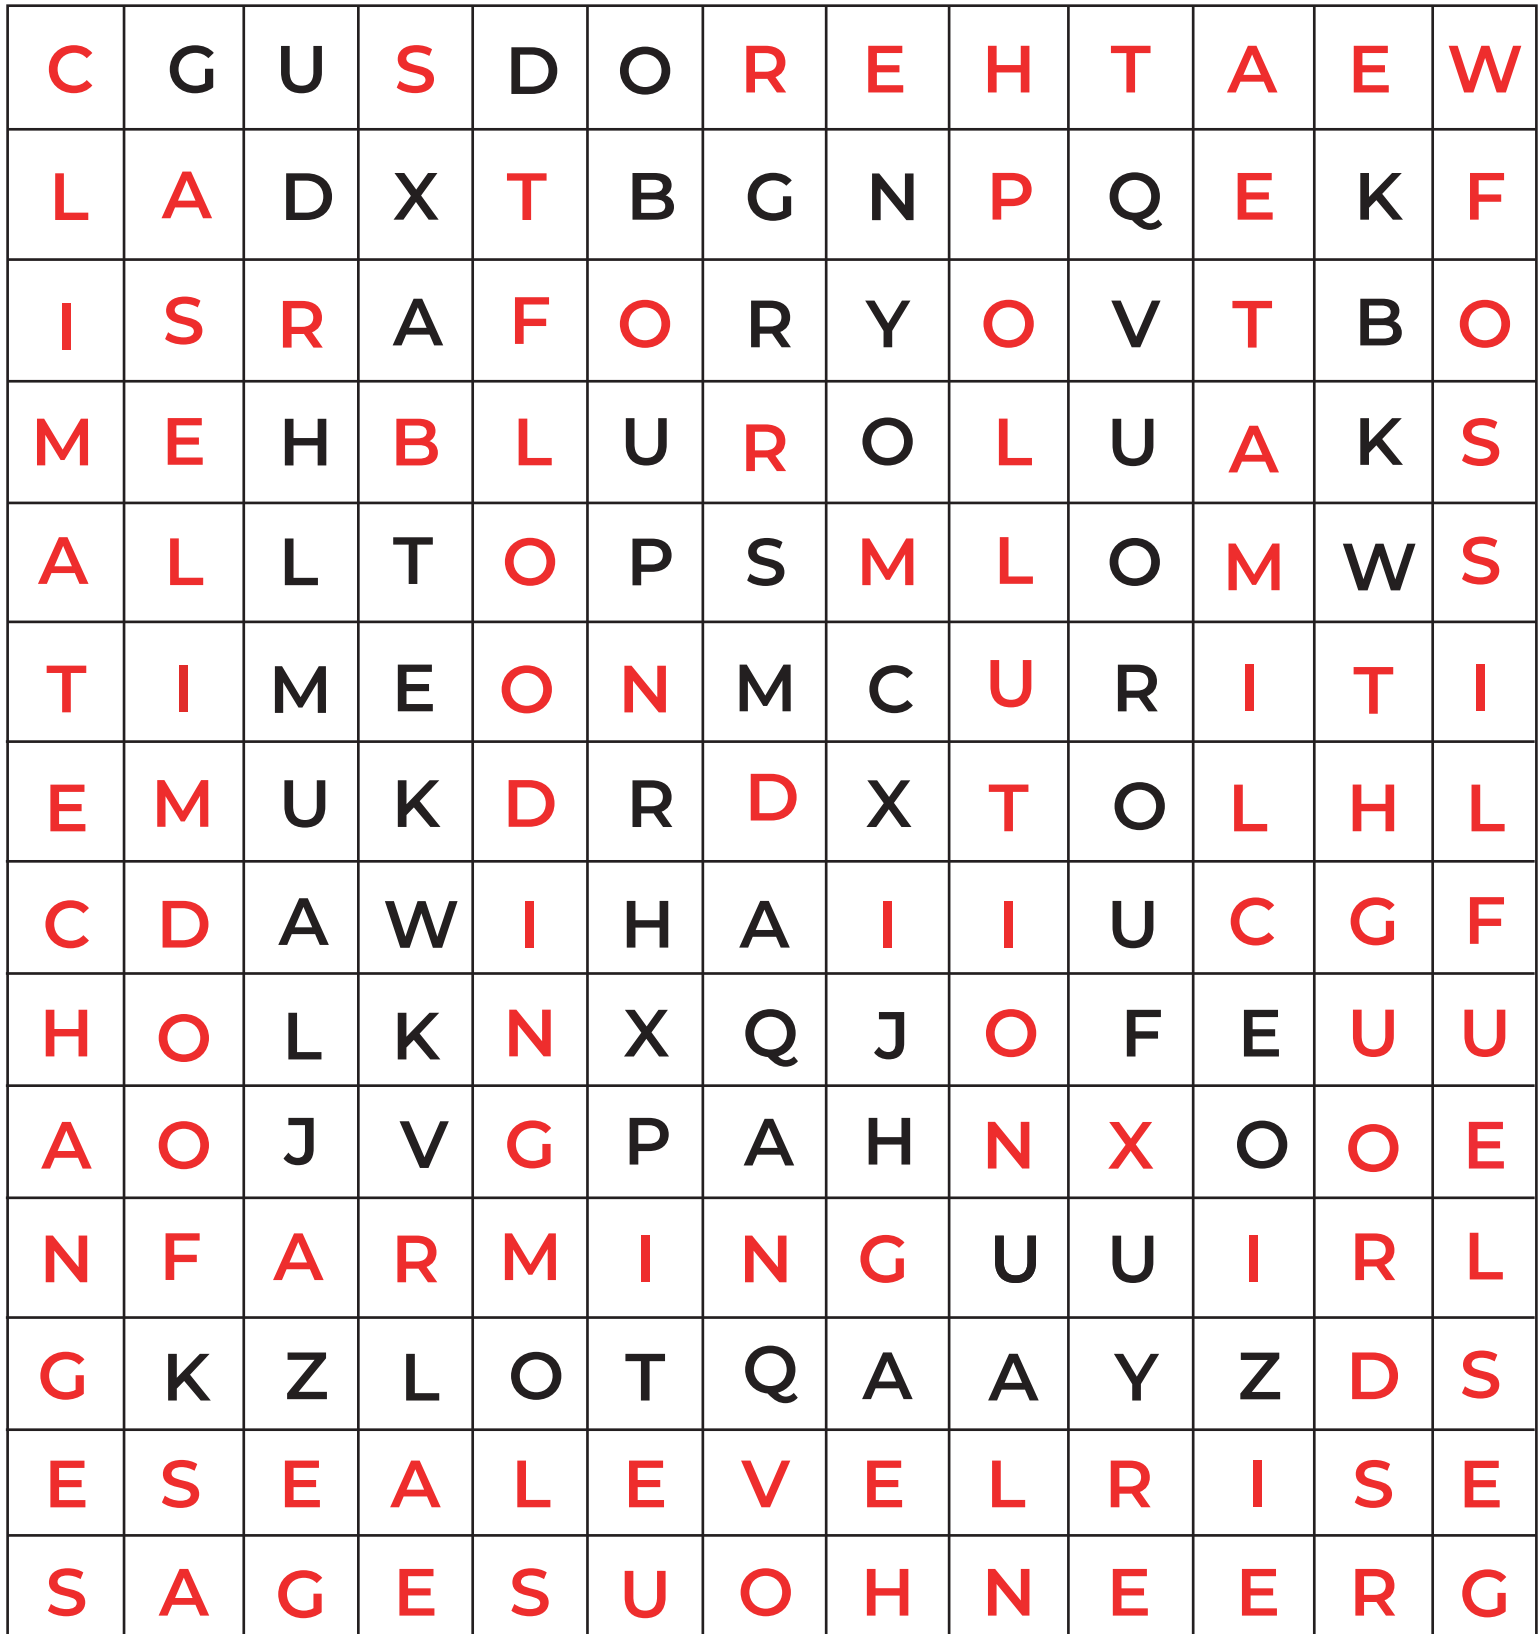 C G U S D O R E H T A E W
L A D X T B G N P Q E K F
I S R A F O R Y O V T B O
M E H B L U R O L U A K S
A L L T O P S M L O M W S
T I M E O N M C U R I T I
E M U K D R D X T O L H L
C D A W I H A I I U C G F
H O L K N X Q J O F E U U
A O J V G P A H N X O O E
N F A R M I N G U U I R L
G K Z L O T Q A A Y Z D S
E S E A L E V E L R I S E
S A G E S U O H N E E R G